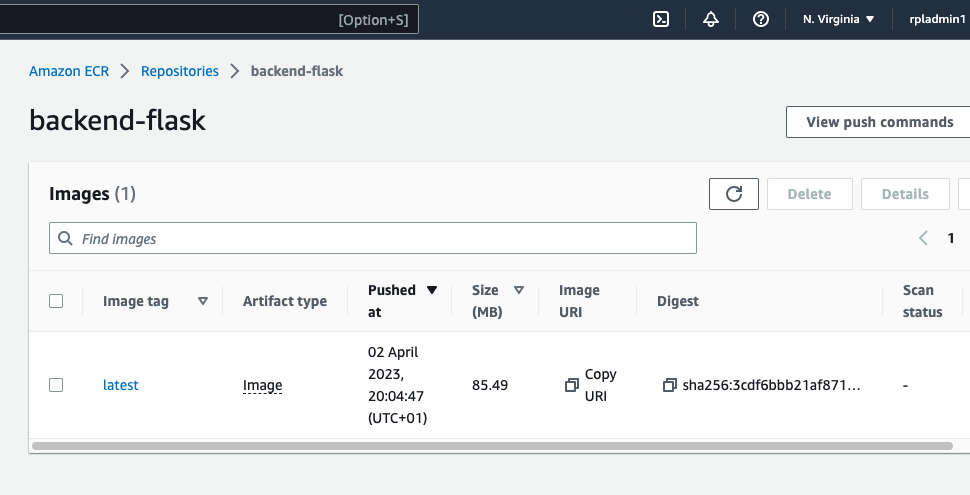 [Option+S]
N. Virginia
rpladmin1
Amazon ECR
Repositories
backend-flask
backend-flask
View push commands
Images (1)
Delete
Details
Find images
1
Image tag
Artifact type
Pushed at
Size (MB)
Image URI
Digest
Scan status
latest
Image
02 April
2023,
20:04:47
(UTC+01)
85.49
Copy
URI
sha256:3cdf6bbb21af871...
-